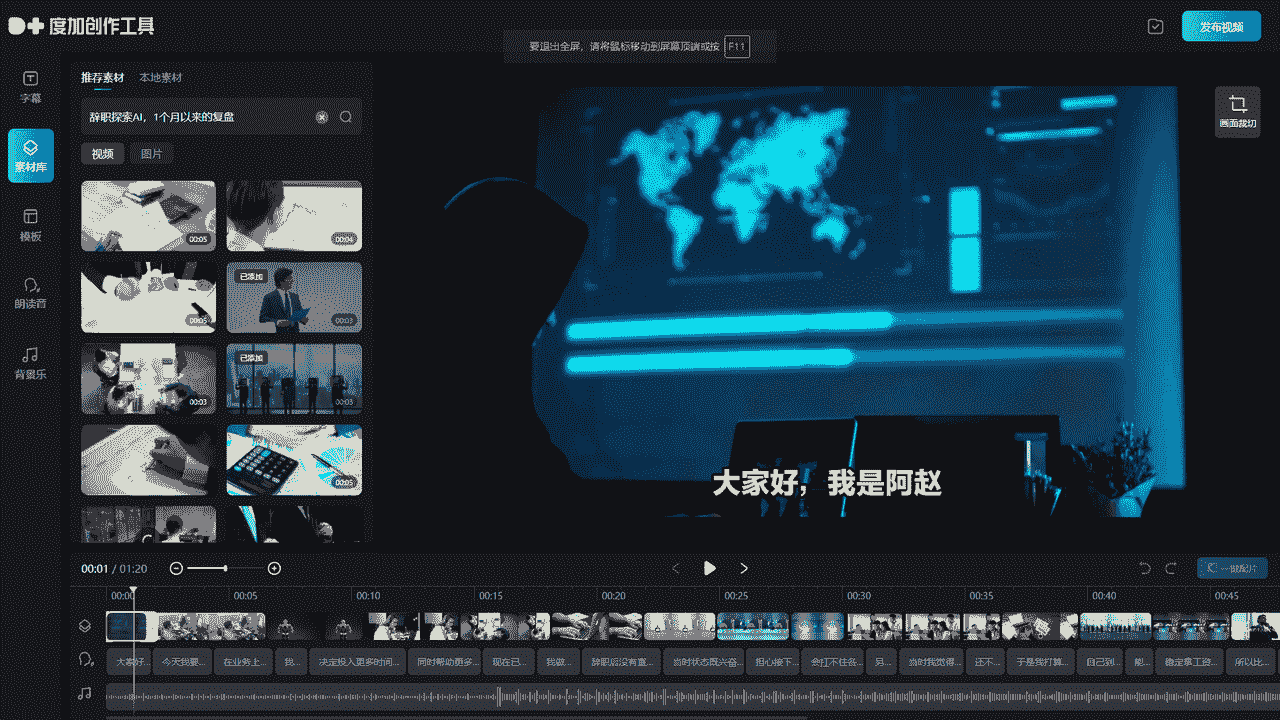 度加创作工具
要退出全屏，请将鼠标移动到屏幕顶端或按 F11
发布视频
字幕
素材库
模板
朗读音
背景乐
推荐素材 本地素材
辞职探索AI，1个月以来的复盘
视频 图片
00:05
00:04
00:05
已添加
00:03
00:03
已添加
00:03
00:05
画面裁切
大家好，我是阿赵
00:01 / 01:20
一键配片
00:00 00:05 00:10 00:15 00:20 00:25 00:30 00:35 00:40 00:45
大家好.. 今天我要... 在业务上... 我... 决定投入更多时间... 同时帮助更多... 现在已... 我做... 辞职后没有置... 当时状态既兴奋... 担心接下... 会扛不住各... 另... 当时我觉得... 还不... 于是我打算... 自己到... 能... 稳定拿工资... 所以比...